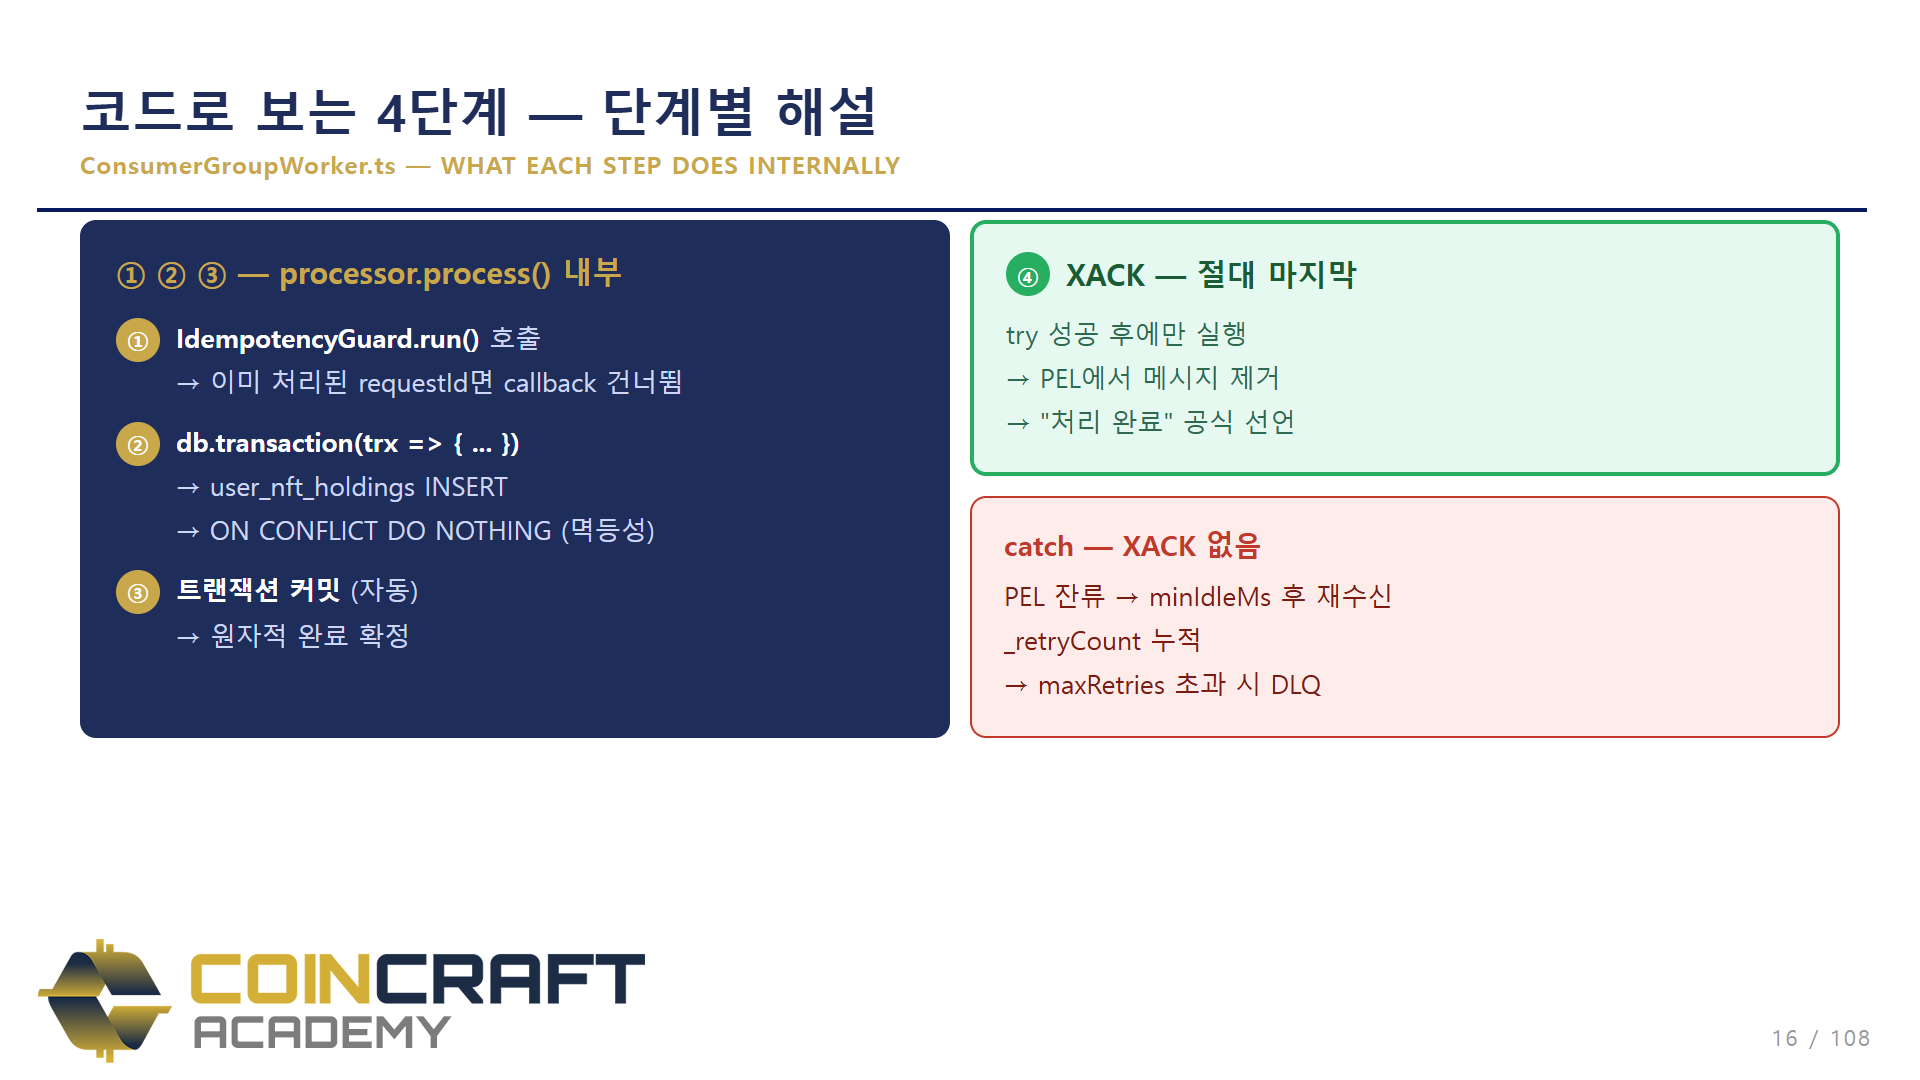 코드로 보는 4단계 — 단계별 해설
ConsumerGroupWorker.ts — WHAT EACH STEP DOES INTERNALLY
① ② ③ — processor.process() 내부
① IdempotencyGuard.run() 호출
→ 이미 처리된 requestId면 callback 건너뜀
② db.transaction(trx => { ... })
→ user_nft_holdings INSERT
→ ON CONFLICT DO NOTHING (멱등성)
③ 트랜잭션 커밋 (자동)
→ 원자적 완료 확정
④ XACK — 절대 마지막
try 성공 후에만 실행
→ PEL에서 메시지 제거
→ "처리 완료" 공식 선언
catch — XACK 없음
PEL 잔류 → minIdleMs 후 재수신
_retryCount 누적
→ maxRetries 초과 시 DLQ
COINCRAFT
ACADEMY
16 / 108